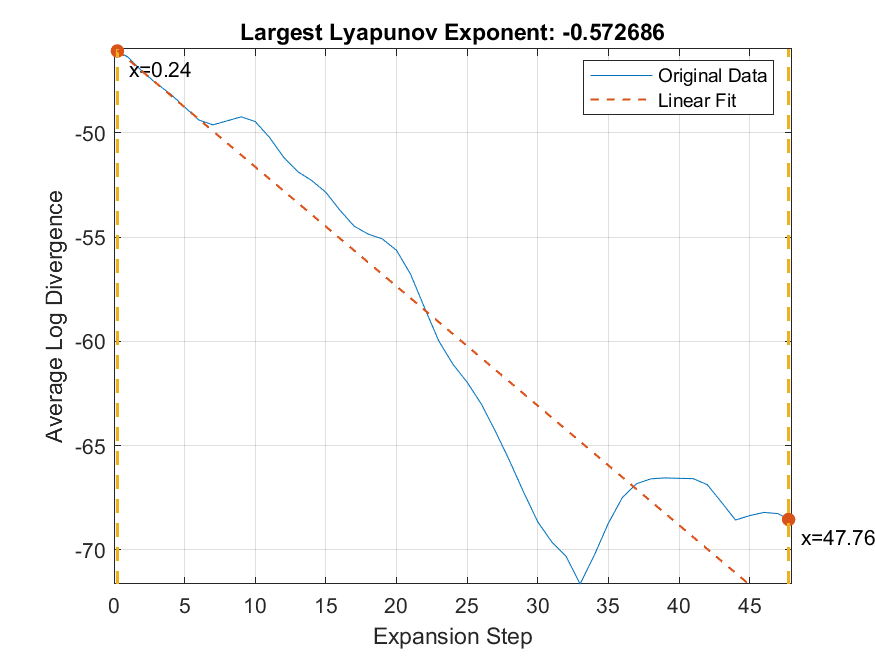 Largest Lyapunov Exponent: -0.572686
x=0.24
Original Data
Linear Fit
-50
-55
-60
-65
-70
Average Log Divergence
x=47.76
0 5 10 15 20 25 30 35 40 45
Expansion Step